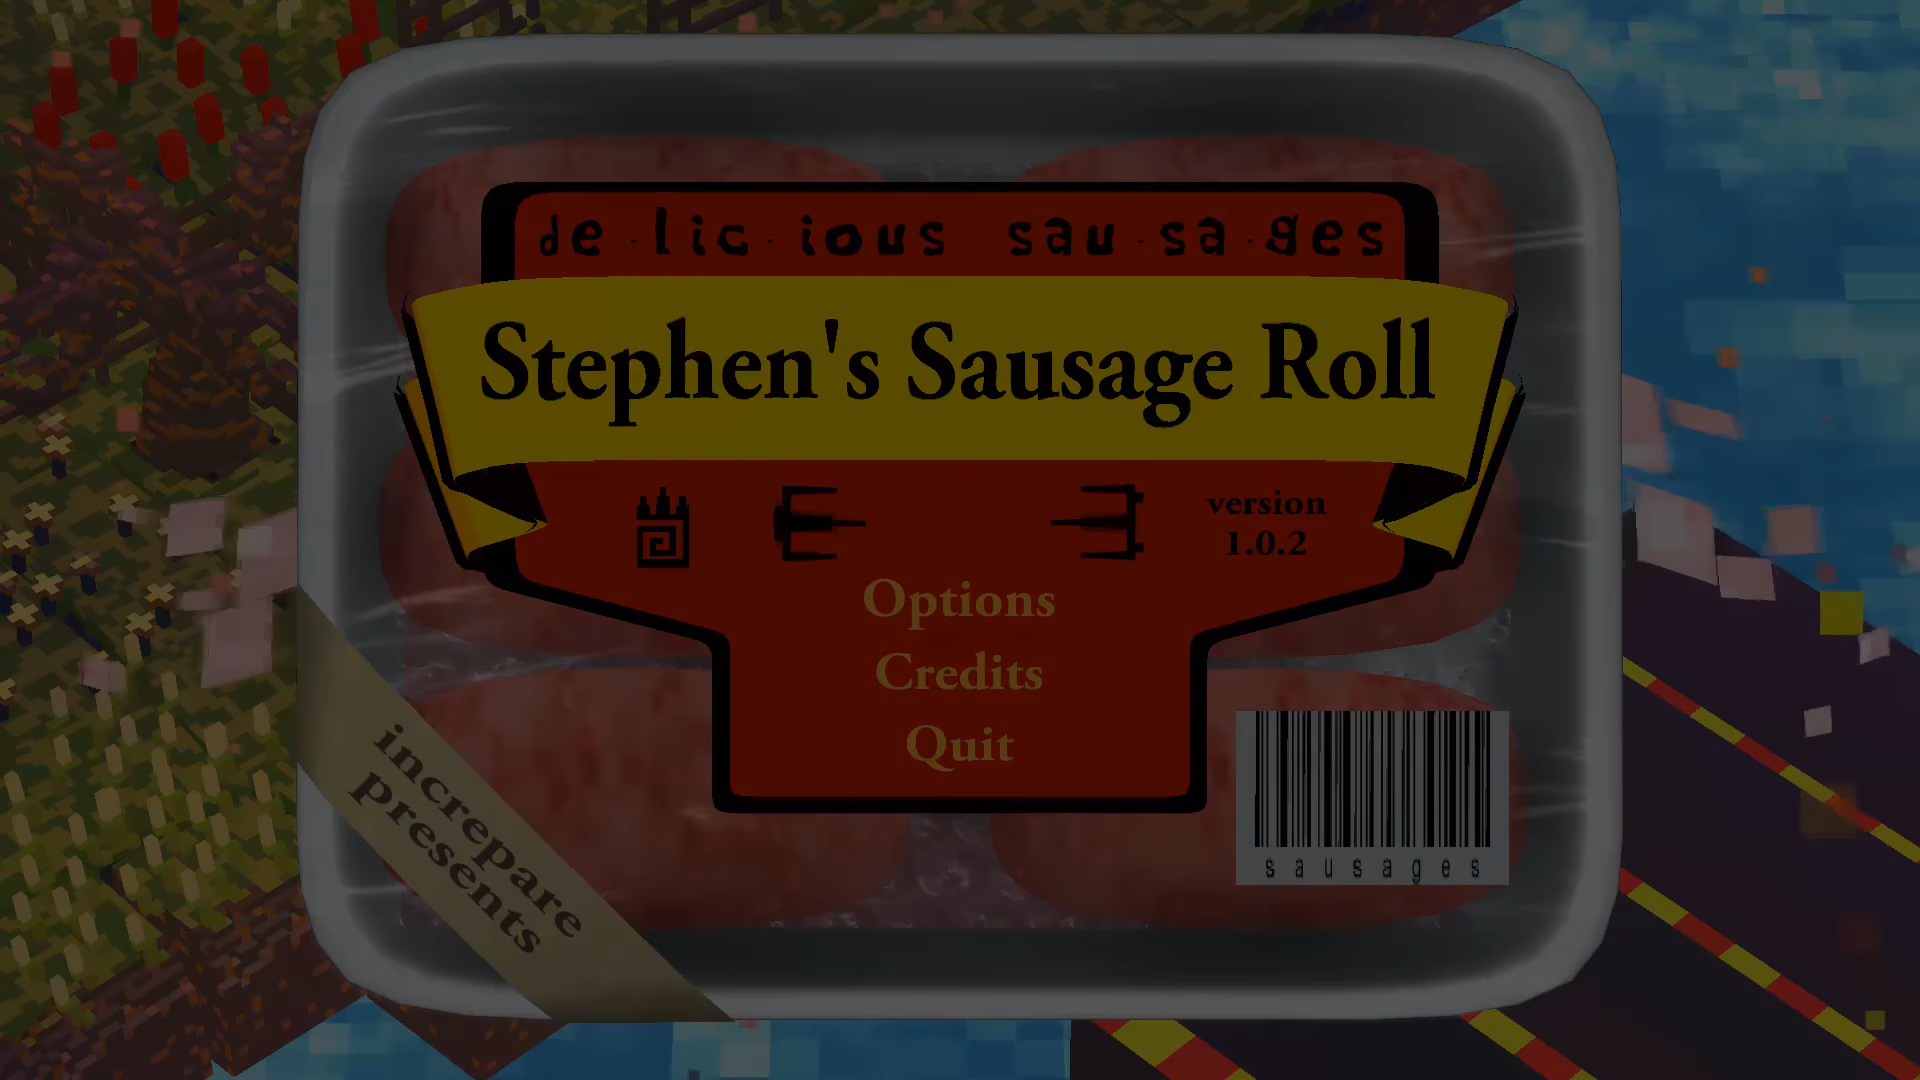 de·lic·ious sau·sa·ges
Stephen's Sausage Roll
version
1.0.2
Options
Credits
Quit
increpare
presents
sausages